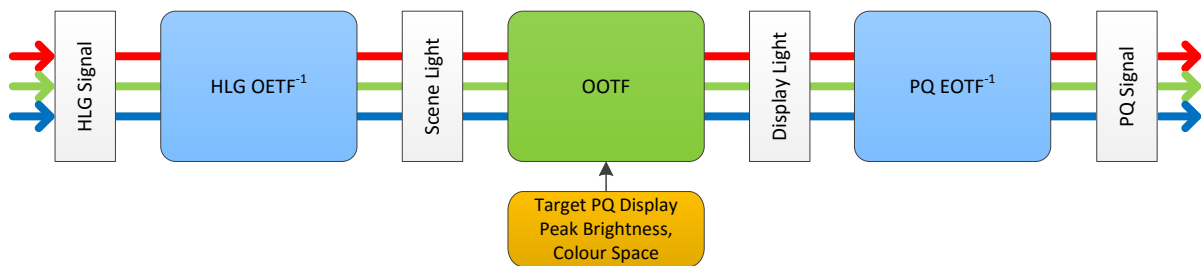 HLG Signal
HLG OETF⁻¹
Scene Light
OOTF
Display Light
PQ EOTF⁻¹
PQ Signal
Target PQ Display
Peak Brightness,
Colour Space